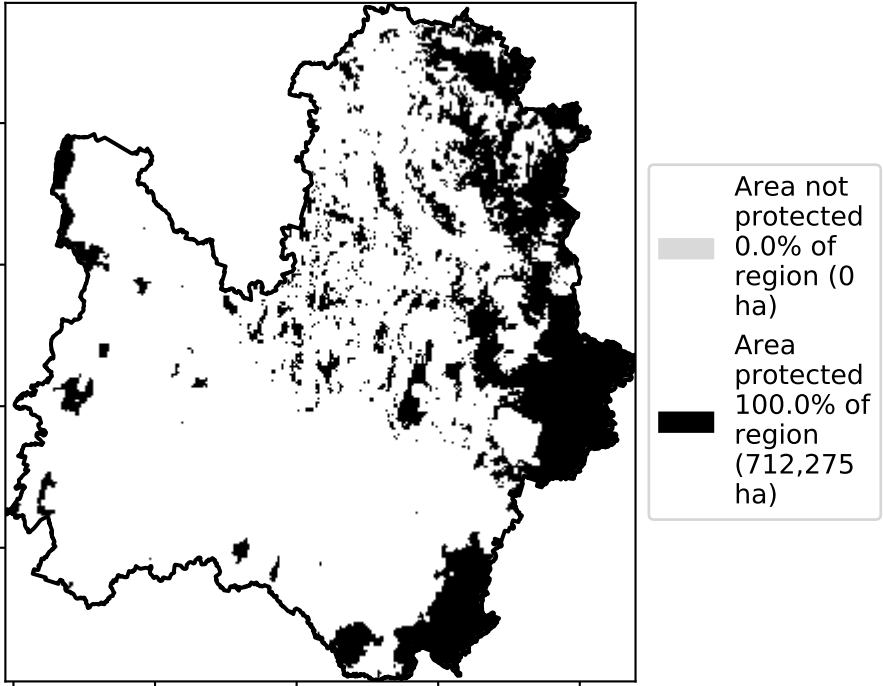 Area not
protected
0.0% of
region (0
ha)
Area
protected
100.0% of
region
(712,275
ha)